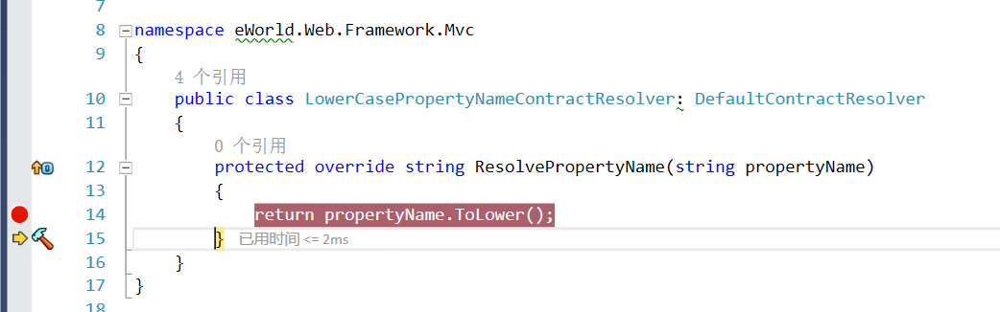 7
8 namespace eWorld.Web.Framework.Mvc
9 {
4 个引用
10 public class LowerCasePropertyNameContractResolver: DefaultContractResolver
11 {
0 个引用
12 protected override string ResolvePropertyName(string propertyName)
13 {
14 return propertyName.ToLower();
15 } 已用时间 <= 2ms
16 }
17 }
18